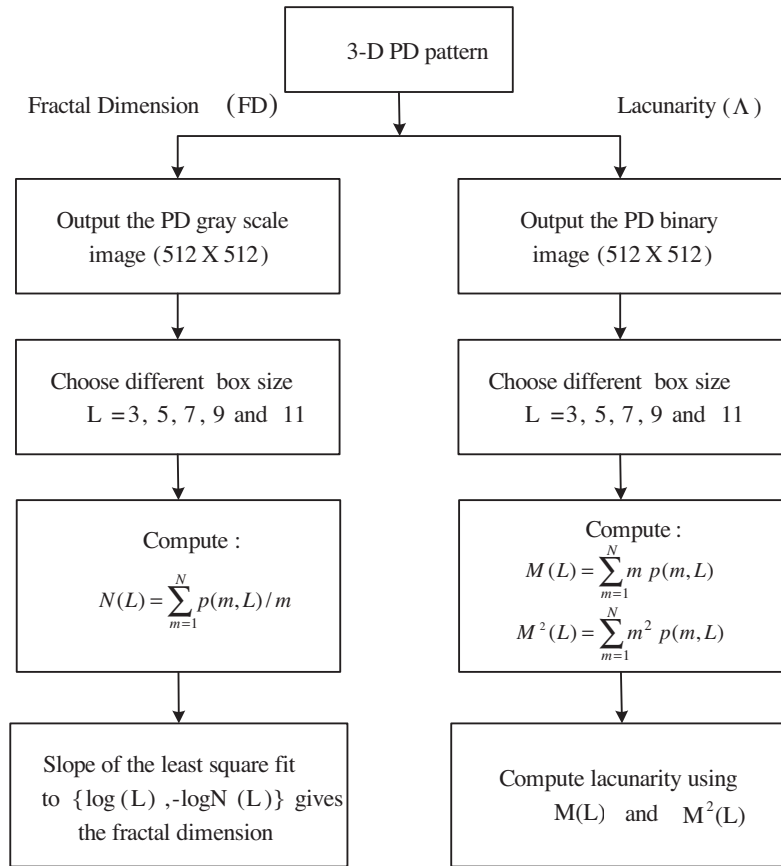 3-D PD pattern
Fractal Dimension (FD)
Lacunarity (Λ)
Output the PD gray scale
image (512 X 512)
Choose different box size
L =3, 5, 7, 9 and 11
Compute :
N(L) = ∑_{m=1}^{N} p(m, L) / m
Slope of the least square fit
to {log (L) ,-logN (L)} gives
the fractal dimension
Output the PD binary
image (512 X 512)
Choose different box size
L =3, 5, 7, 9 and 11
Compute :
M(L) = ∑_{m=1}^{N} m p(m, L)
M²(L) = ∑_{m=1}^{N} m² p(m, L)
Compute lacunarity using
M(L) and M²(L)